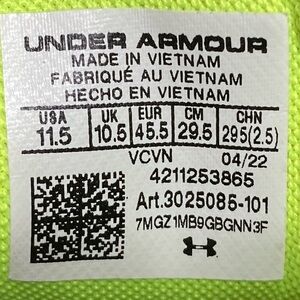 UNDER ARMOUR
MADE IN VIETNAM
FABRIQUÉ AU VIETNAM
HECHO EN VIETNAM
USA UK EUR CM CHN
11.5 10.5 45.5 29.5 295(2.5)
VCVN 04/22
4211253865
Art.3025085-101
7MGZ1MB9GBGNN3F